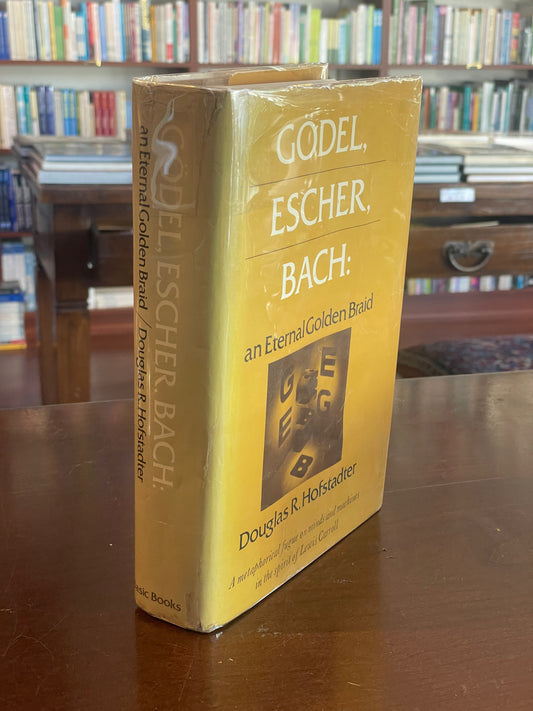 GÖDEL,
ESCHER,
BACH:
an Eternal Golden Braid
G E
E G
B
Douglas R. Hofstadter
A metaphorical fugue on minds and machines
in the spirit of Lewis Carroll
GÖDEL, ESCHER, BACH:
an Eternal Golden Braid / Douglas R. Hofstadter
asic Books